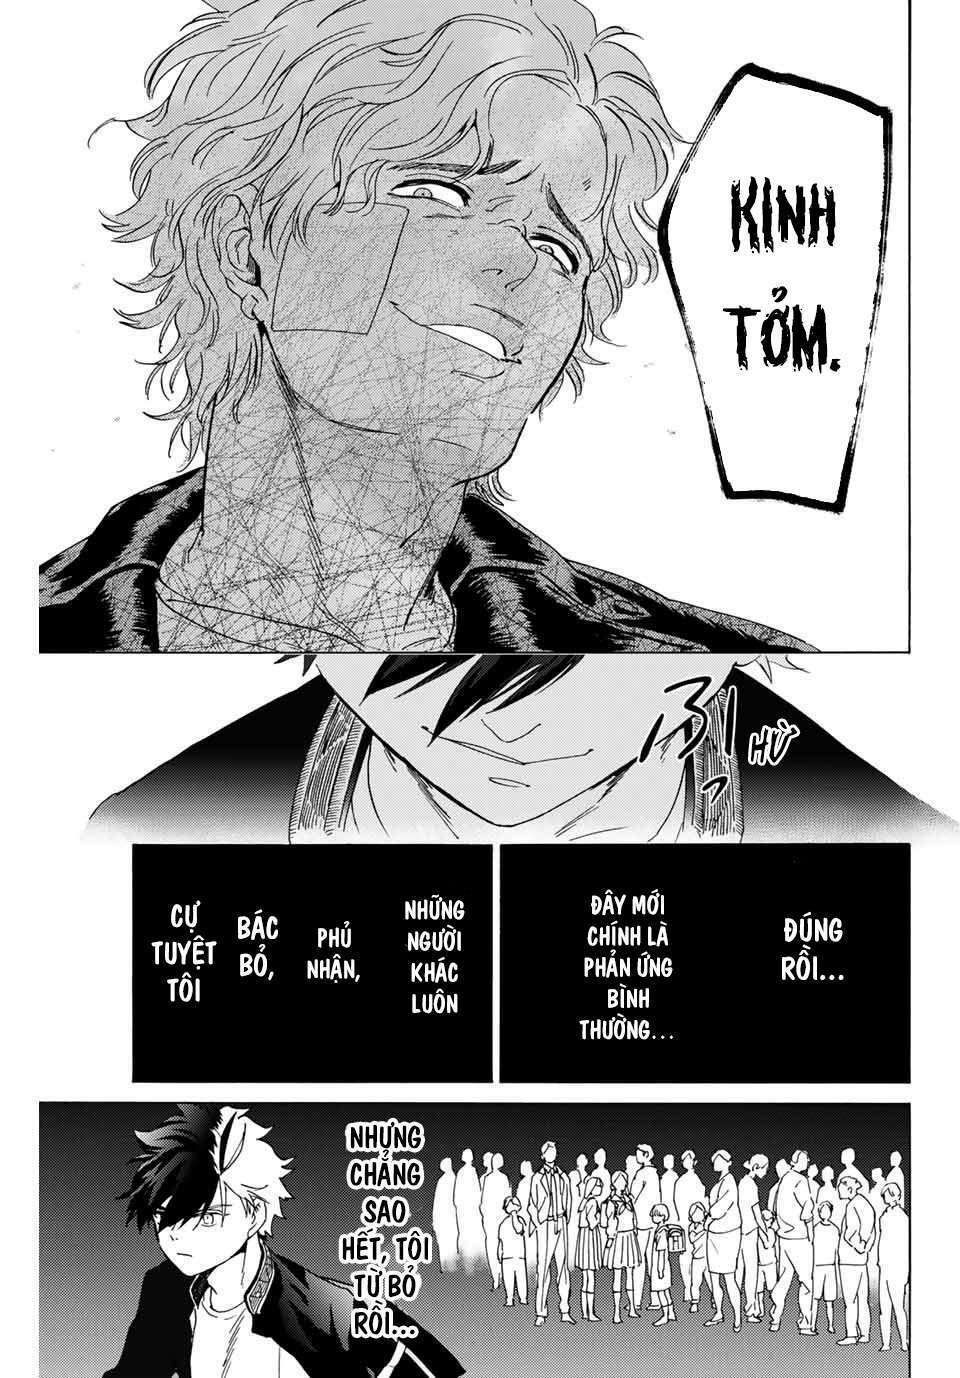 KINH
TỞM.
HỪ
ĐÚNG
RỒI...
ĐÂY MỚI
CHÍNH LÀ
PHẢN ỨNG
BÌNH
THƯỜNG...
NHỮNG
NGƯỜI
KHÁC
LUÔN
PHỦ
NHẬN,
BÁC
BỎ,
CỰ
TUYỆT
TÔI
NHƯNG
CHẲNG
SAO
HẾT, TÔI
TỪ BỎ
RỒI...